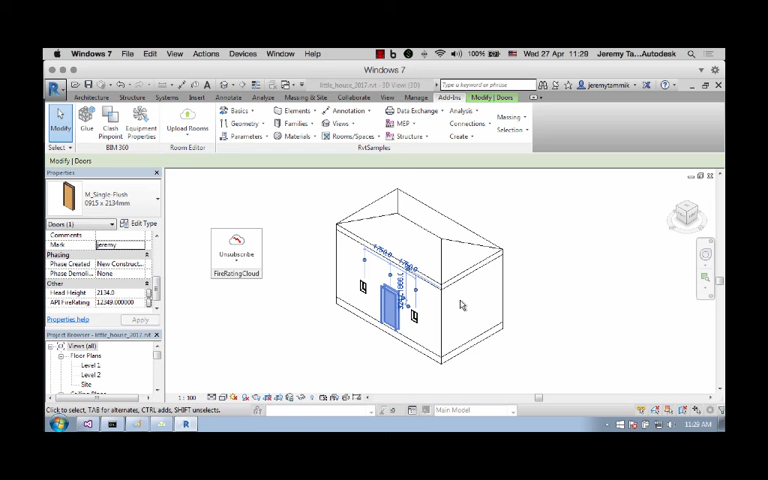 Windows 7 File Edit View Actions Devices Window Help 100% Wed 27 Apr 11:29 Jeremy Ta...Autodesk
Windows 7
little_house_2017.rvt - 3D View: {3D} Type a keyword or phrase jeremytammik
Architecture Structure Systems Insert Annotate Analyze Massing & Site Collaborate View Manage Add-Ins Modify | Doors
Modify Glue Clash Pinpoint Equipment Properties Upload Rooms
Basics Elements Annotation Data Exchange Analysis Massing
Geometry Families Views MEP Connections Selection
Parameters Materials Rooms/Spaces Structure Create
Select BIM 360 Room Editor RvtSamples
Modify | Doors
Properties
M_Single-Flush
0915 x 2134mm
Doors (1) Edit Type
Comments
Mark jeremy
Phasing
Phase Created New Construct...
Phase Demoli... None
Other
Head Height 2134.0
API FireRating 12349.000000
Properties help Apply
Project Browser - little_house_2017.rvt
Views (all)
Floor Plans
Level 1
Level 2
Site
Unsubscribe
FireRatingCloud
1 : 100
Click to select, TAB for alternates, CTRL adds, SHIFT unselects. :0 Main Model